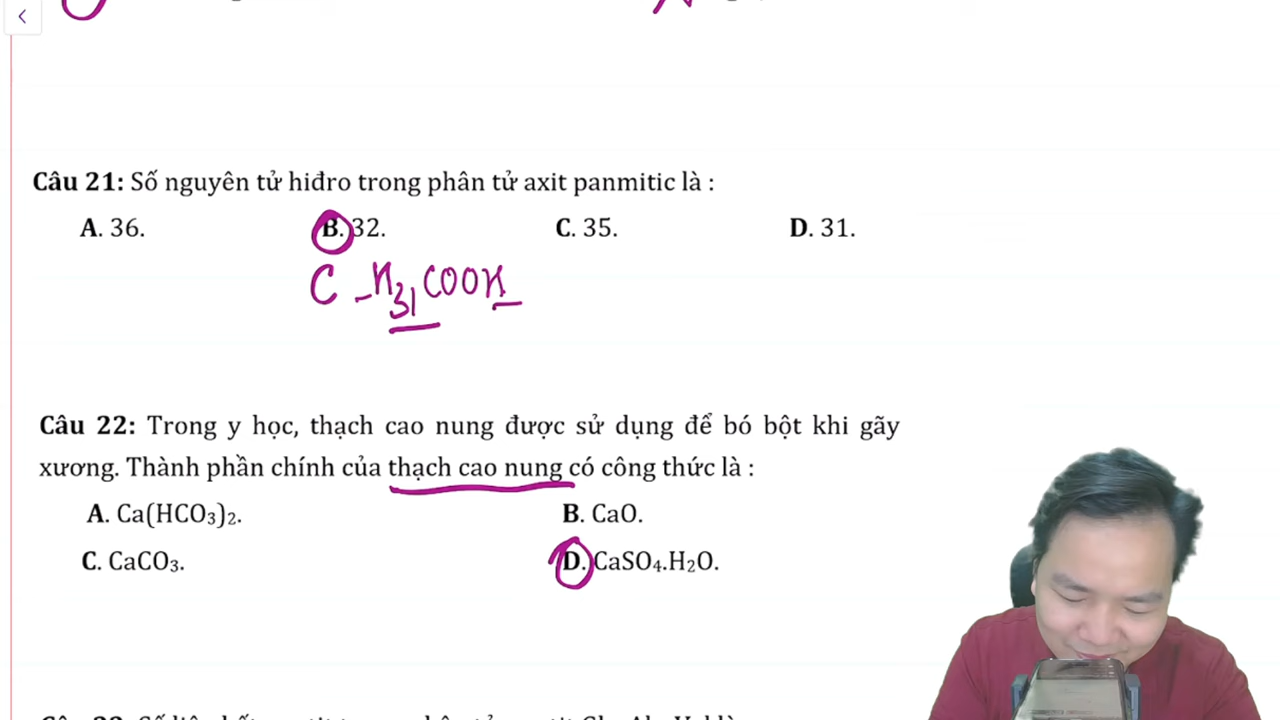 Câu 21: Số nguyên tử hiđro trong phân tử axit panmitic là :
A. 36. B. 32. C. 35. D. 31.
C H31COOH
Câu 22: Trong y học, thạch cao nung được sử dụng để bó bột khi gãy
xương. Thành phần chính của thạch cao nung có công thức là :
A. Ca(HCO3)2. B. CaO.
C. CaCO3. D. CaSO4.H2O.